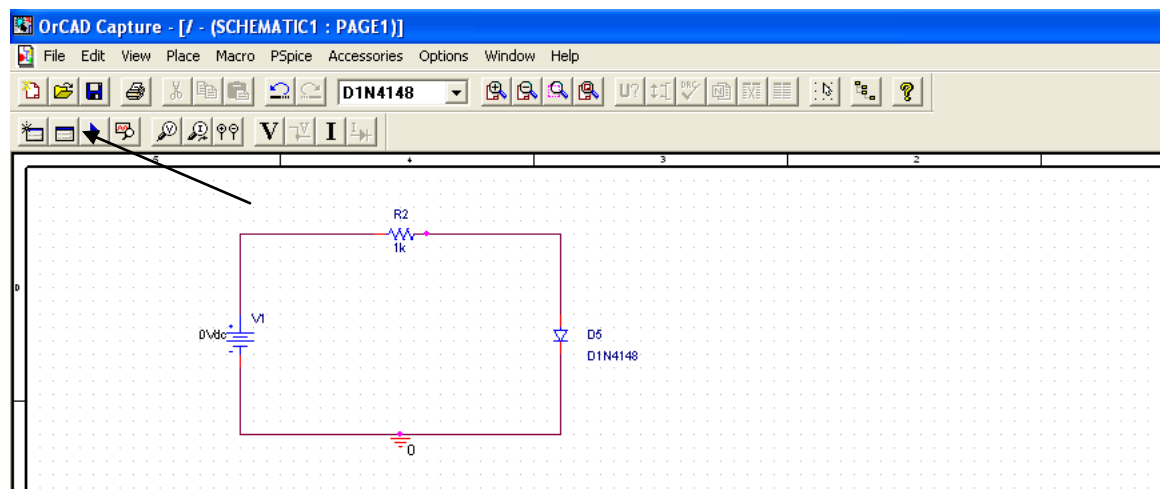 OrCAD Capture - [/ - (SCHEMATIC1 : PAGE1)]
File Edit View Place Macro PSpice Accessories Options Window Help
D1N4148 U? DRC ?
V I V V I
5 4 3 2
R2
1k
D
V1
0Vdc
+
-
D5
D1N4148
0